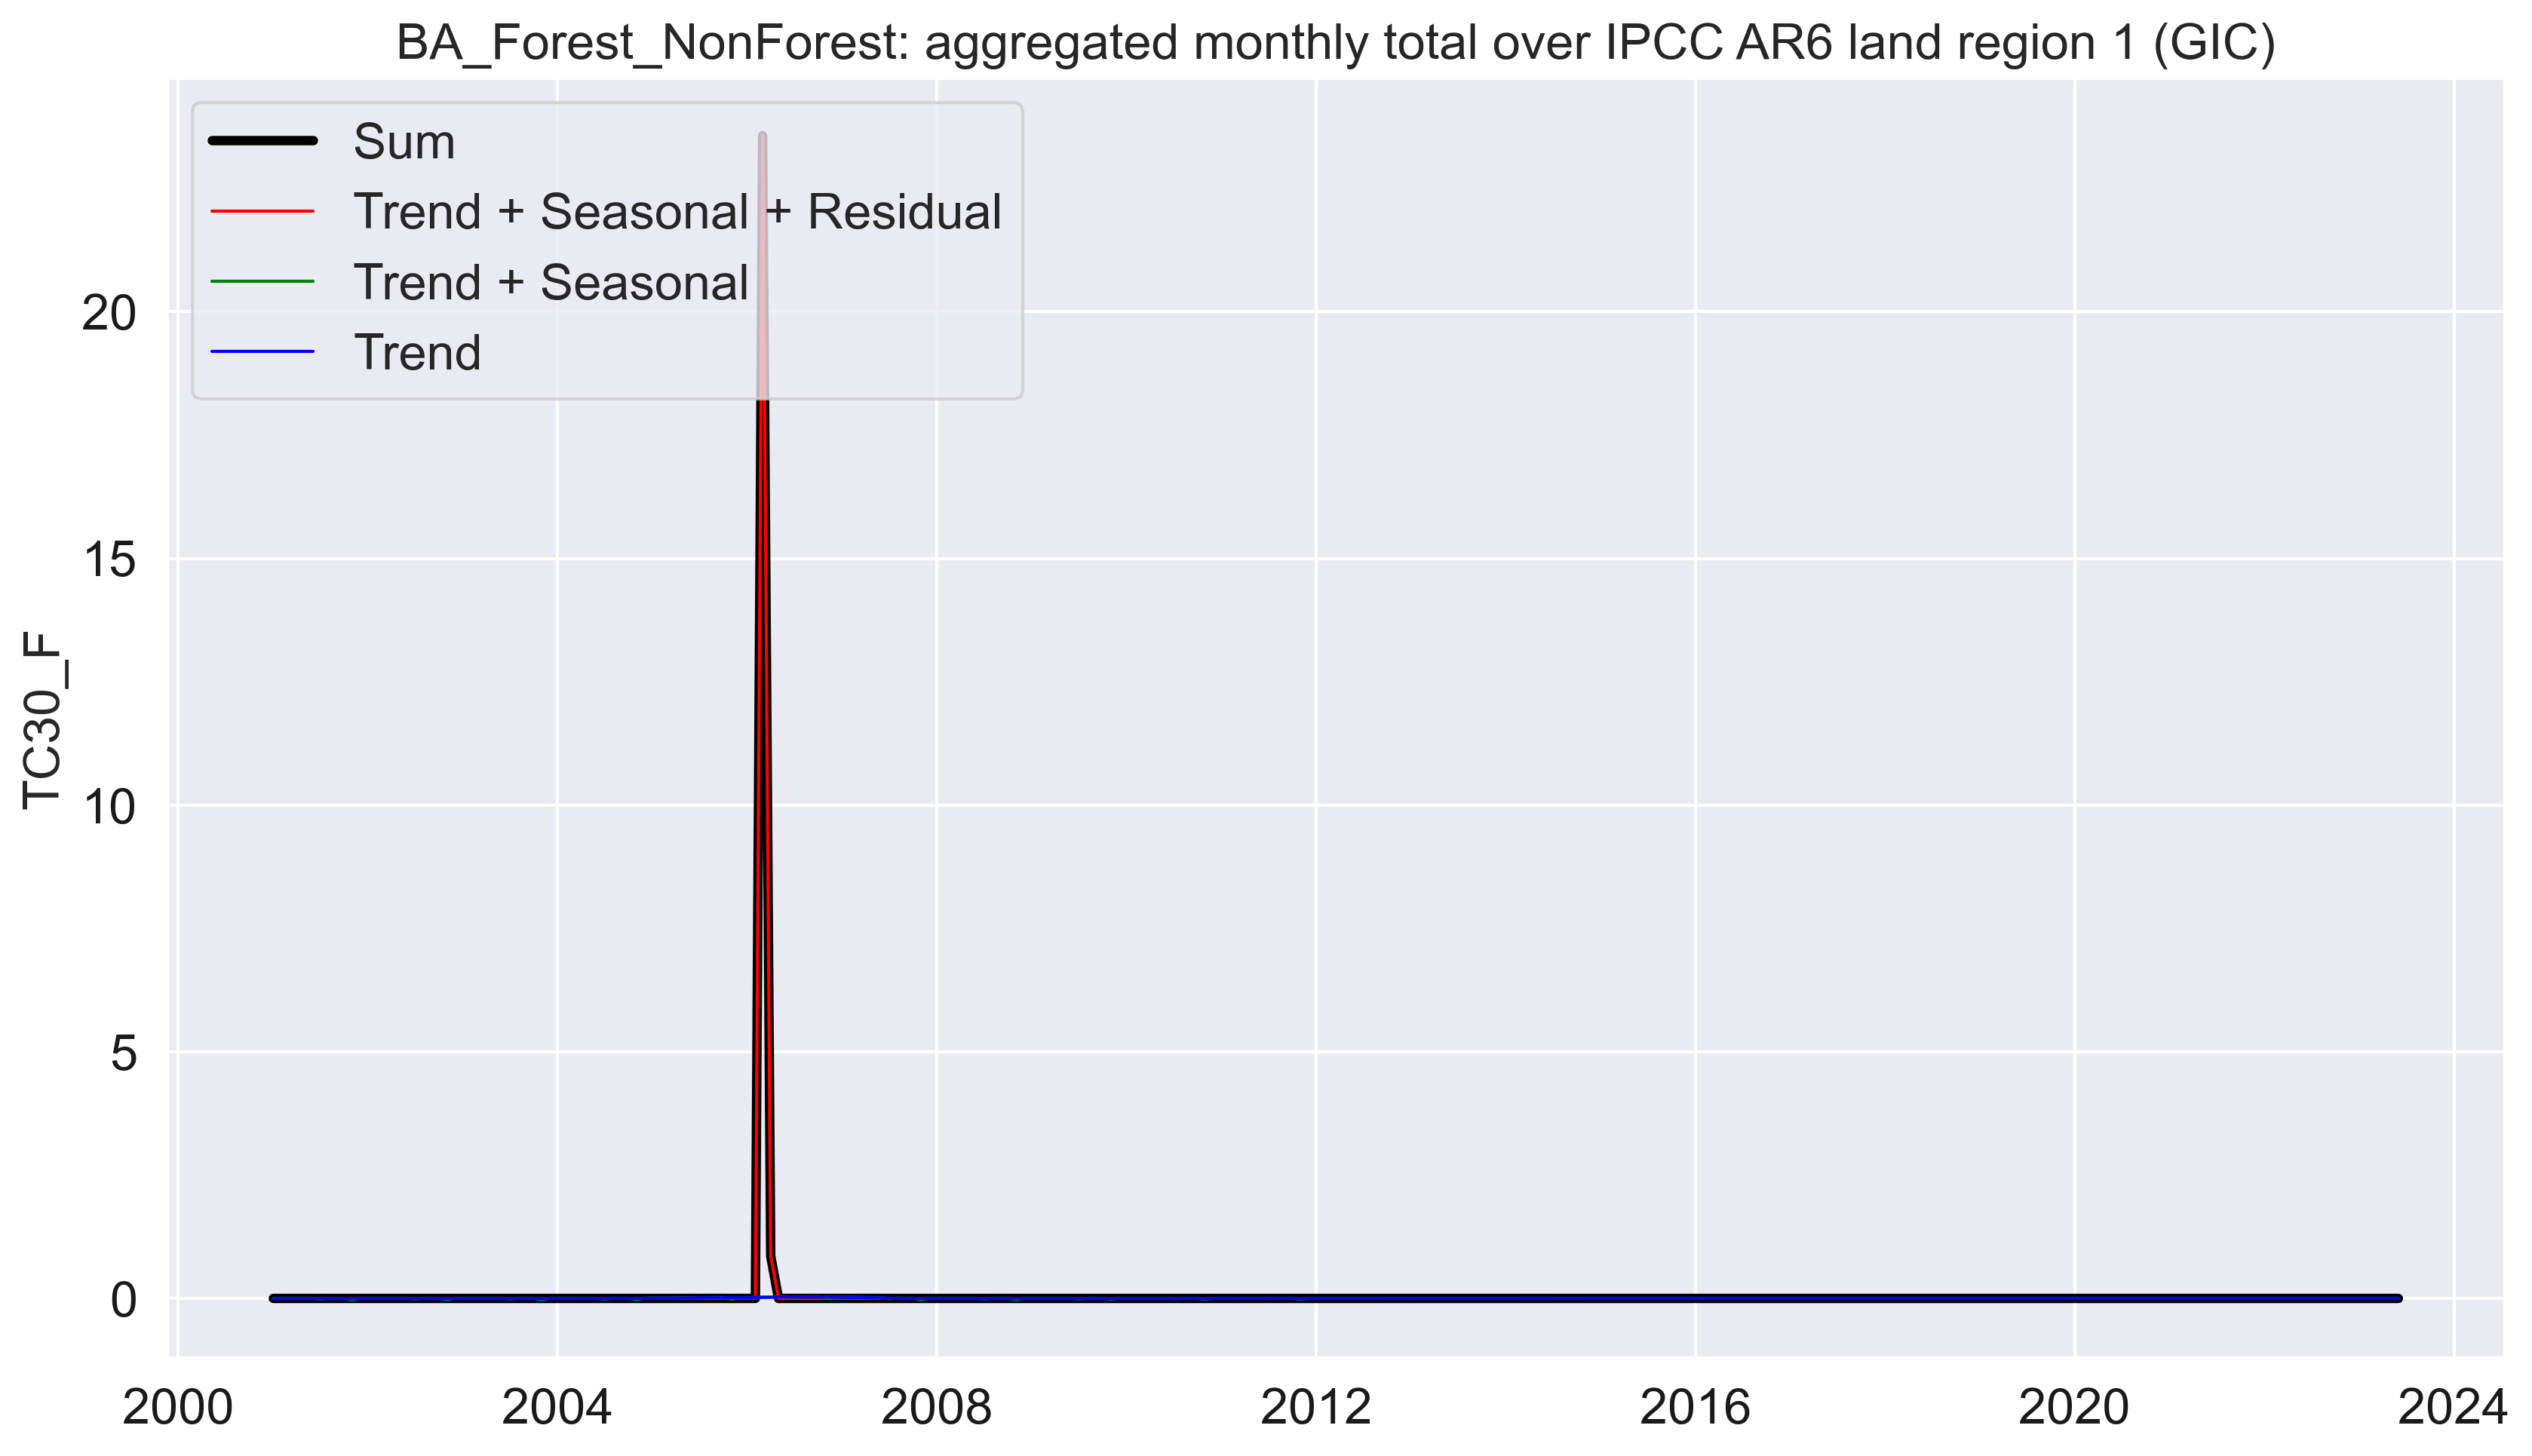 BA_Forest_NonForest: aggregated monthly total over IPCC AR6 land region 1 (GIC)
Sum
Trend + Seasonal + Residual
Trend + Seasonal
Trend
TC30_F
20
15
10
5
0
2000 2004 2008 2012 2016 2020 2024